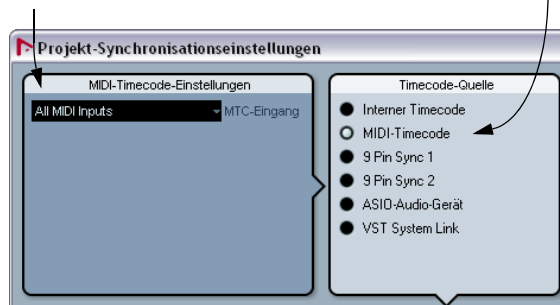 Projekt-Synchronisationseinstellungen
MIDI-Timecode-Einstellungen
All MIDI Inputs
MTC-Eingang
Timecode-Quelle
Interner Timecode
MIDI-Timecode
9 Pin Sync 1
9 Pin Sync 2
ASIO-Audio-Gerät
VST System Link